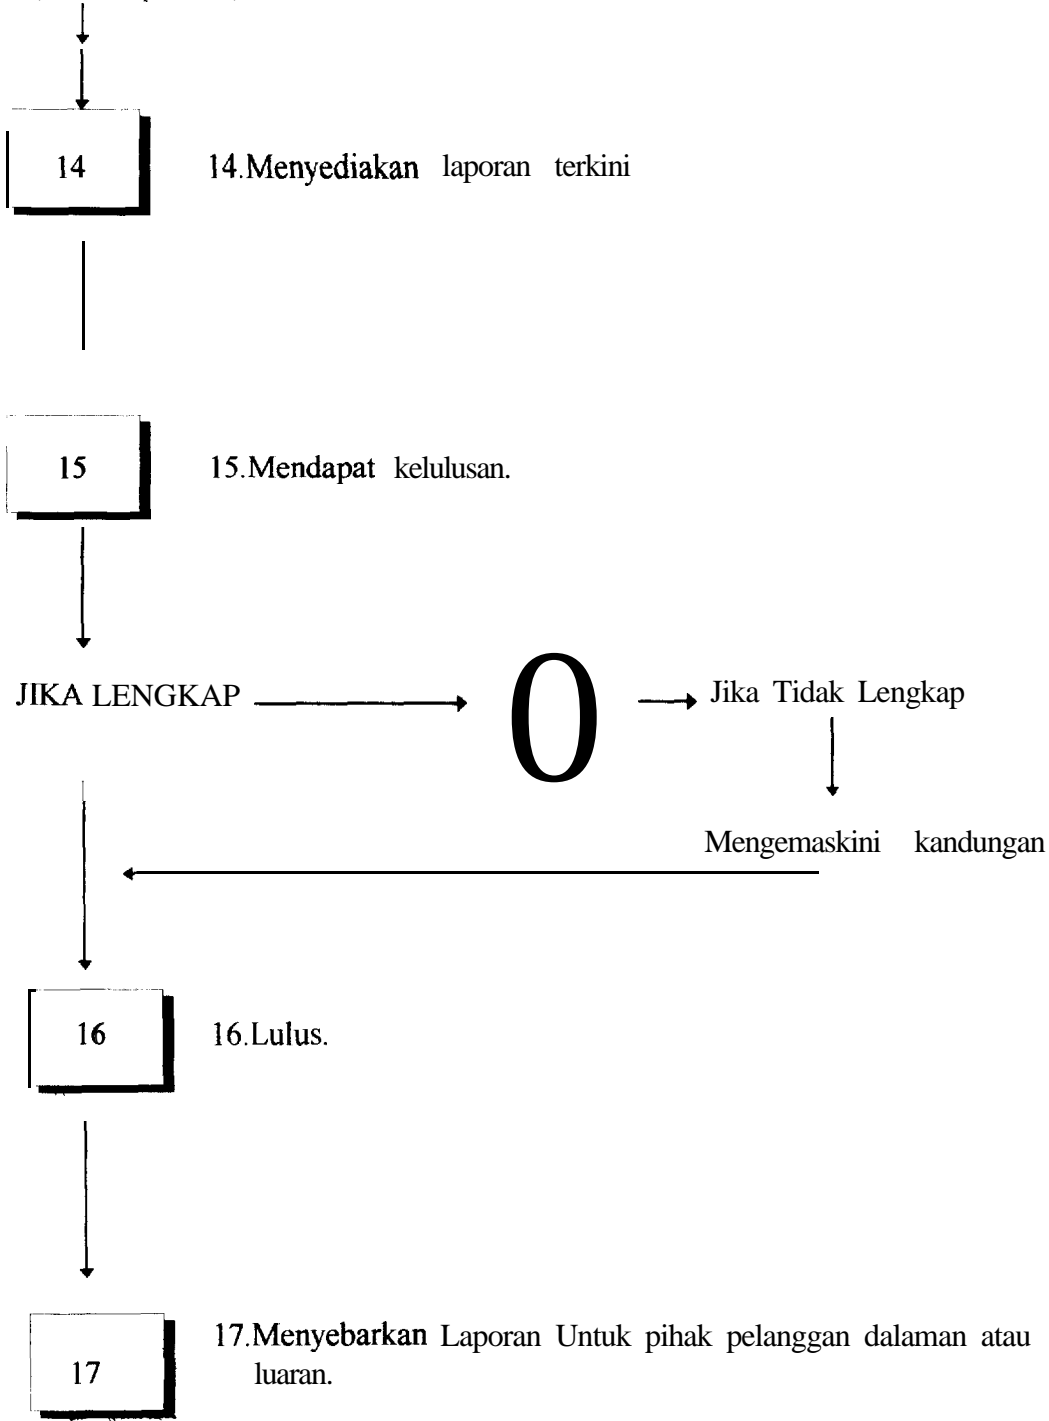 14
14.Menyediakan laporan terkini
15
15.Mendapat kelulusan.
JIKA LENGKAP
0
Jika Tidak Lengkap
Mengemaskini kandungan
16
16.Lulus.
17
17.Menyebarkan Laporan Untuk pihak pelanggan dalaman atau
luaran.